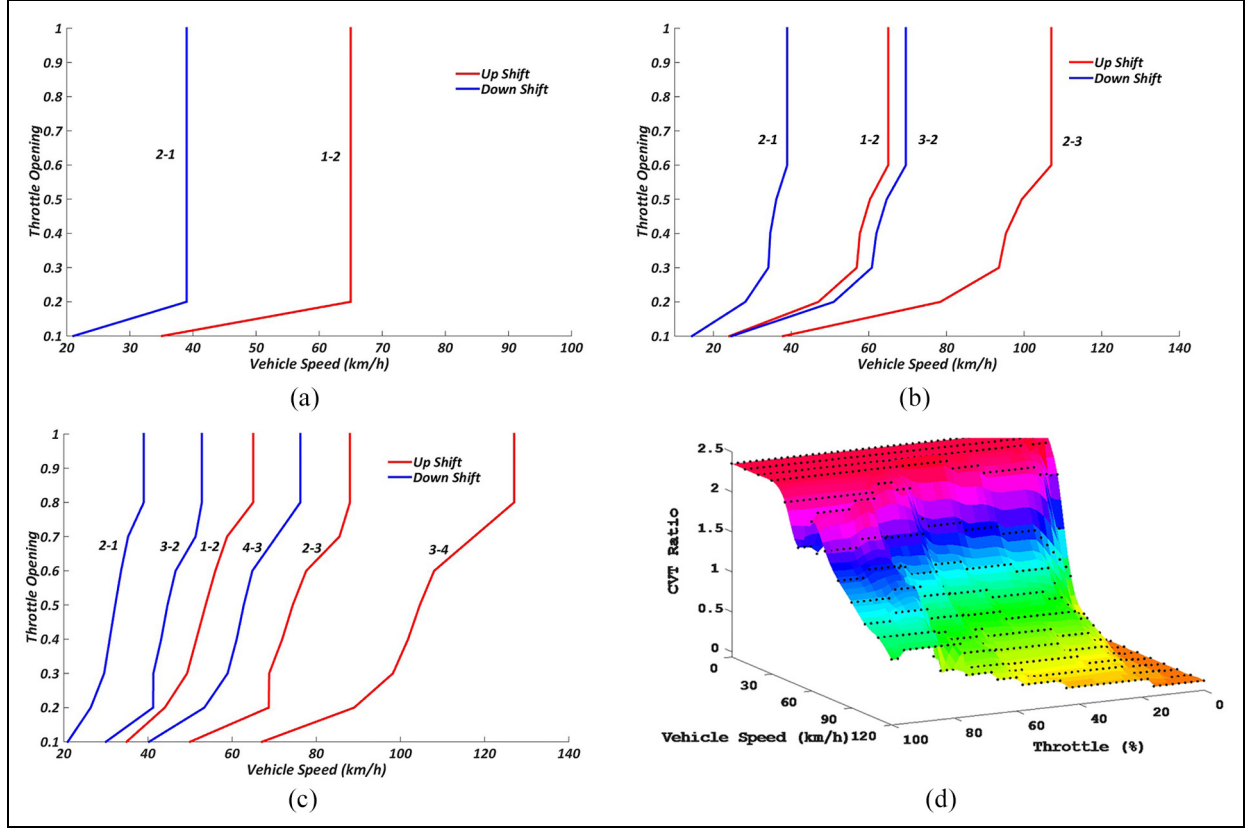 1
0.9
0.8
0.7
0.6
0.5
0.4
0.3
0.2
0.1
Throttle Opening
Up Shift
Down Shift
2-1
1-2
20 30 40 50 60 70 80 90 100
Vehicle Speed (km/h)
(a)
1
0.9
0.8
0.7
0.6
0.5
0.4
0.3
0.2
0.1
Throttle Opening
Up Shift
Down Shift
2-1
1-2
3-2
2-3
20 40 60 80 100 120 140
Vehicle Speed (km/h)
(b)
1
0.9
0.8
0.7
0.6
0.5
0.4
0.3
0.2
0.1
Throttle Opening
Up Shift
Down Shift
2-1
3-2
1-2
4-3
2-3
3-4
20 40 60 80 100 120 140
Vehicle Speed (km/h)
(c)
2.5
2
1.5
1
0.5
0
CVT Ratio
0
30
60
90
120
Vehicle Speed (km/h)
100 80 60 40 20 0
Throttle (%)
(d)